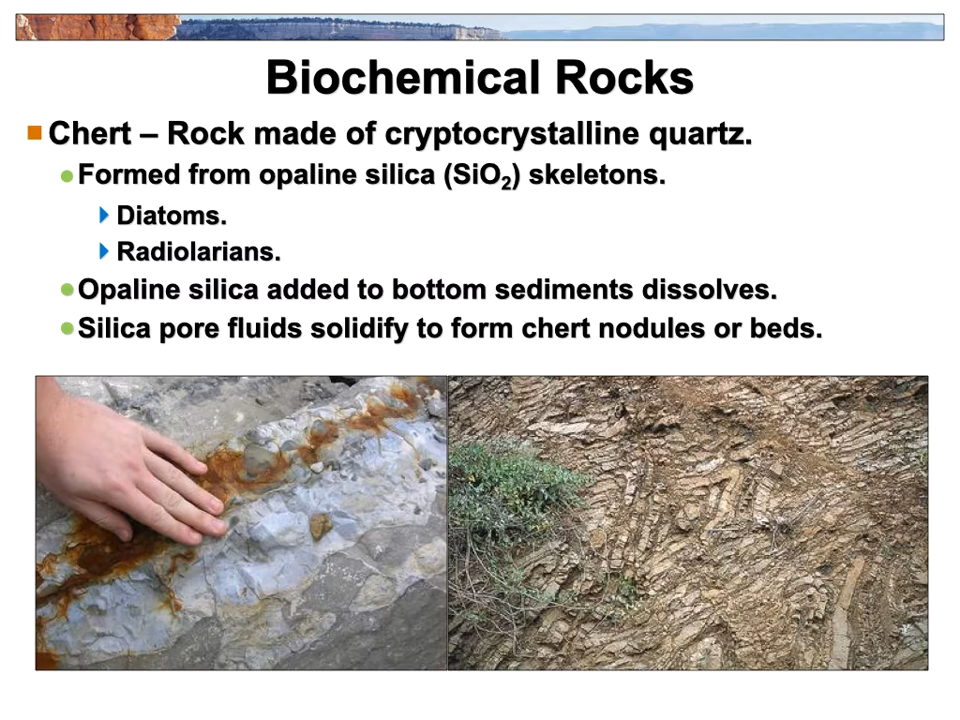 Biochemical Rocks
Chert – Rock made of cryptocrystalline quartz.
Formed from opaline silica (SiO₂) skeletons.
Diatoms.
Radiolarians.
Opaline silica added to bottom sediments dissolves.
Silica pore fluids solidify to form chert nodules or beds.